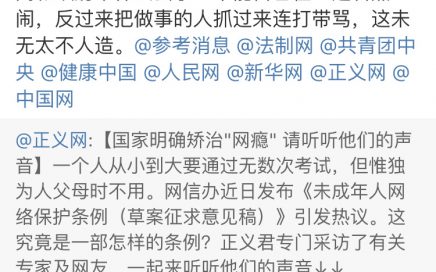 闹，反过来把做事的人抓过来连打带骂，这未
无太不人造。@参考消息 @法制网 @共青团中
央 @健康中国 @人民网 @新华网 @正义网 @
中国网
@正义网:【国家明确矫治"网瘾" 请听听他们的声
音】一个人从小到大要通过无数次考试，但惟独
为人父母时不用。网信办近日发布《未成年人网
络保护条例（草案征求意见稿）》引发热议。这
究竟是一部怎样的条例？正义君专门采访了有关
专家及网友，一起来听听他们的声音↓↓